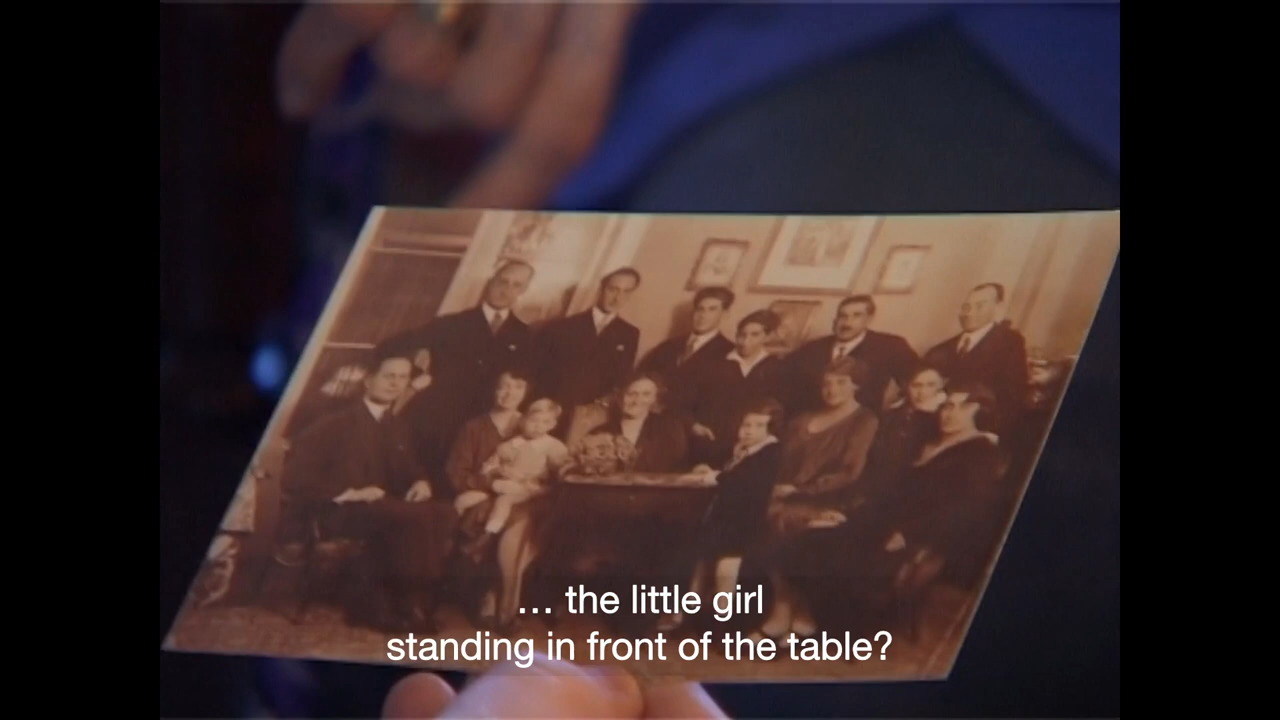 … the little girl
standing in front of the table?